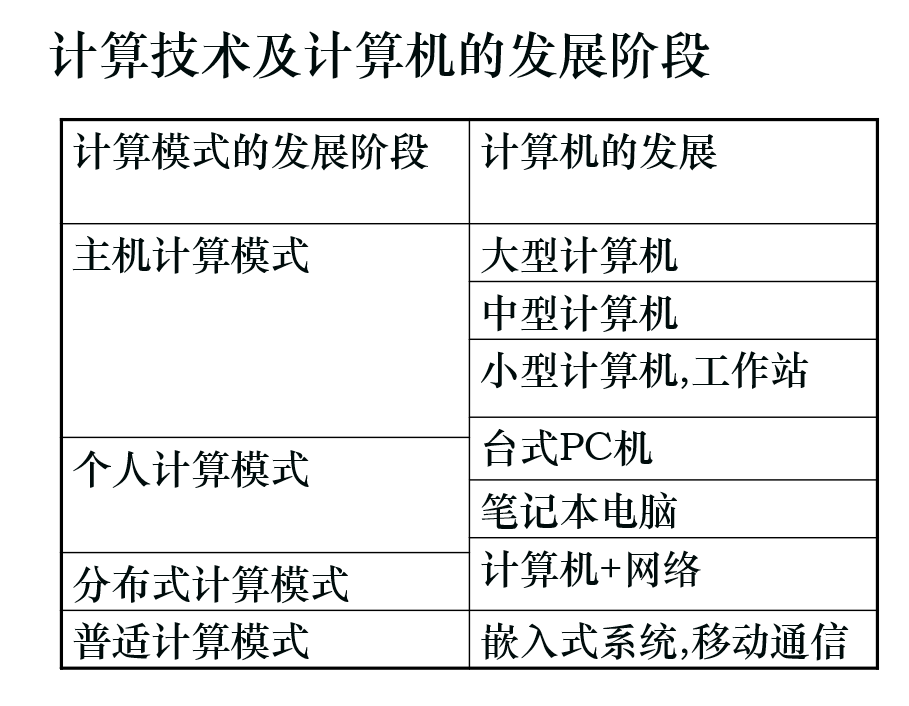 计算技术及计算机的发展阶段
计算模式的发展阶段
计算机的发展
主机计算模式
大型计算机
中型计算机
小型计算机,工作站
个人计算模式
台式PC机
笔记本电脑
分布式计算模式
计算机+网络
普适计算模式
嵌入式系统,移动通信